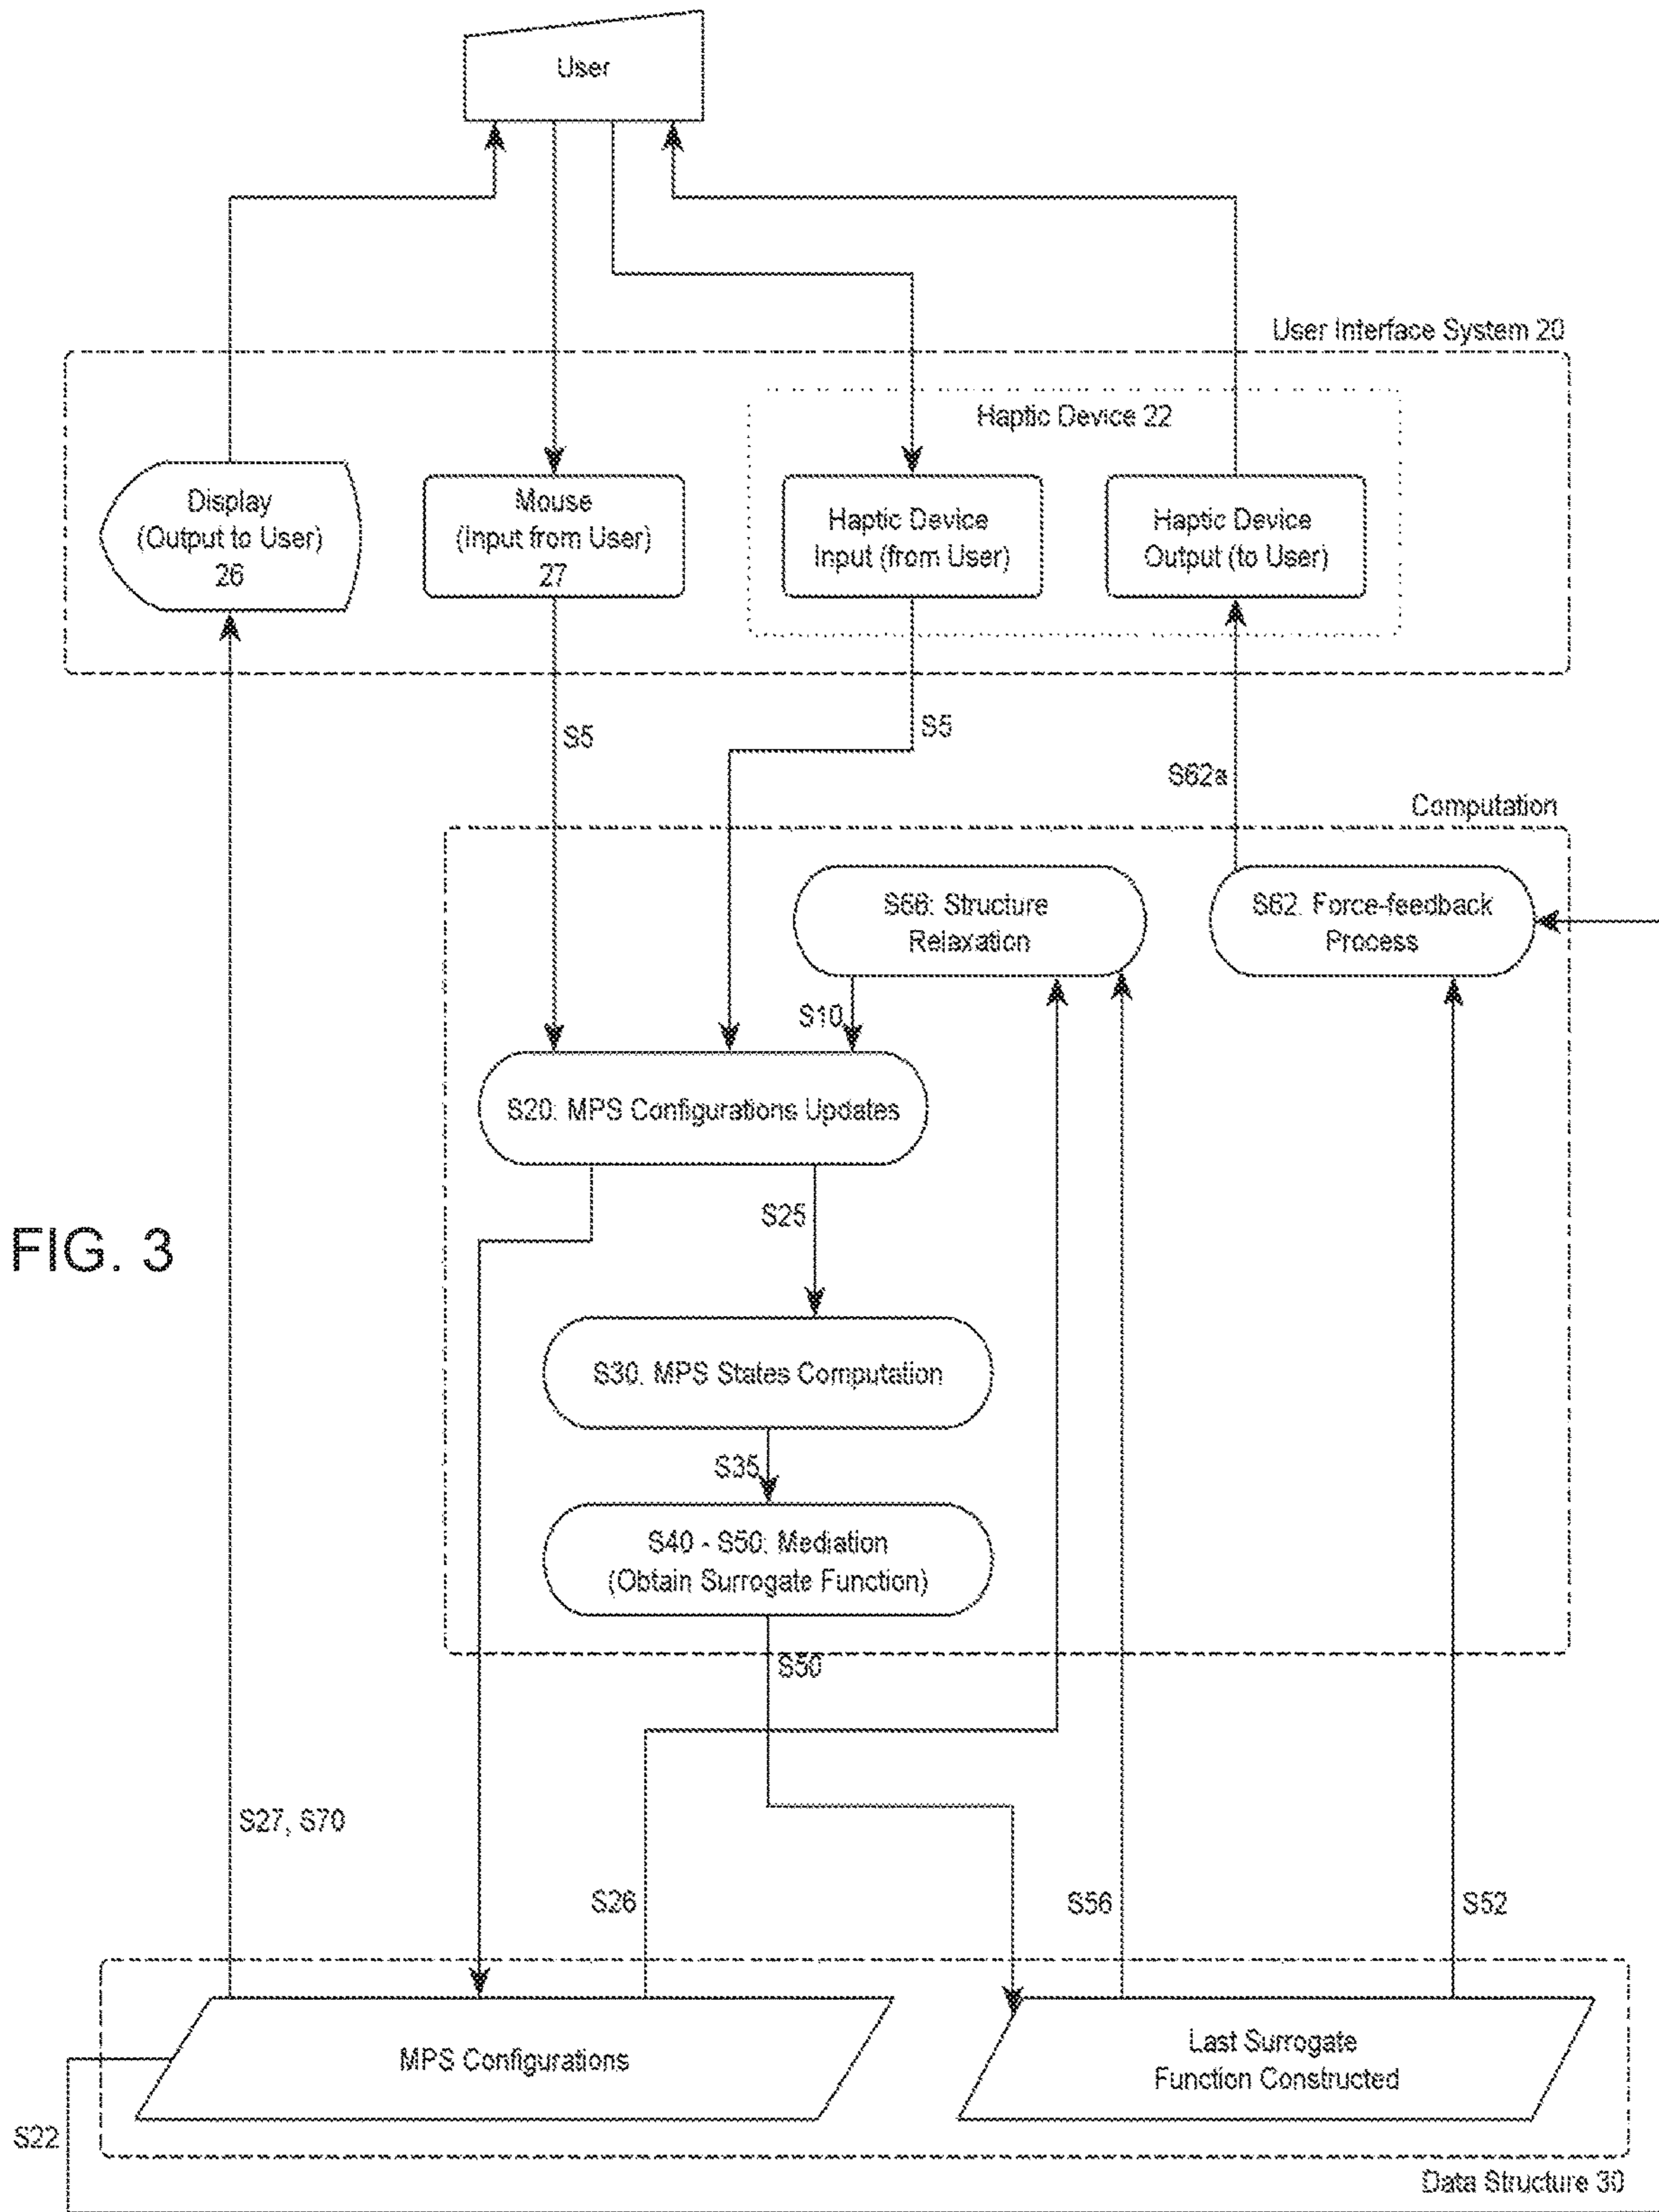 User
User Interface System 20
Haptic Device 22
Display
(Output to User)
26
Mouse
(Input from User)
27
Haptic Device
Input (from User)
Haptic Device
Output (to User)
S5
S5
S62a
Computation
S66: Structure
Relaxation
S62: Force-feedback
Process
S10
S20: MPS Configurations Updates
S25
FIG. 3
S30: MPS States Computation
S35
S40 - S50: Mediation
(Obtain Surrogate Function)
S50
S27, S70
S26
S56
S52
MPS Configurations
Last Surrogate
Function Constructed
S22
Data Structure 30